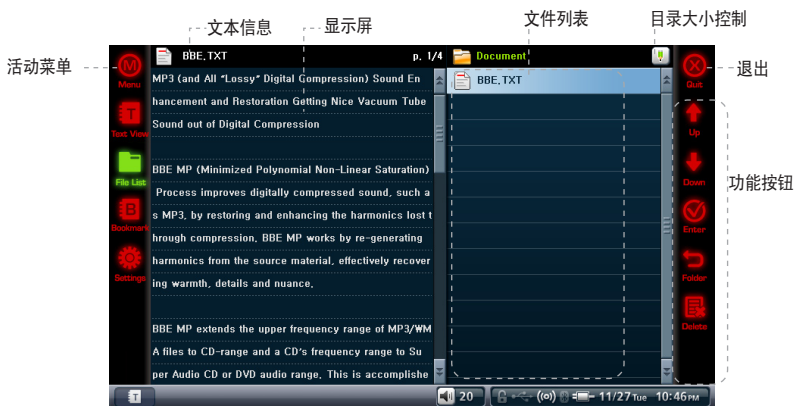 文本信息
显示屏
文件列表
目录大小控制
活动菜单
退出
功能按钮
BBE.TXT
p. 1/4
Document
Menu
Text View
File List
Bookmark
Settings
MP3 (and All "Lossy" Digital Compression) Sound En
hancement and Restoration Getting Nice Vacuum Tube
Sound out of Digital Compression
BBE MP (Minimized Polynomial Non-Linear Saturation)
Process improves digitally compressed sound, such a
s MP3, by restoring and enhancing the harmonics lost t
hrough compression. BBE MP works by re-generating
harmonics from the source material, effectively recover
ing warmth, details and nuance.
BBE MP extends the upper frequency range of MP3/₩M
A files to CD-range and a CD's frequency range to Su
per Audio CD or DVD audio range. This is accomplishe
BBE.TXT
Quit
Up
Down
Enter
Folder
Delete
20
11/27 Tue 10:46 PM